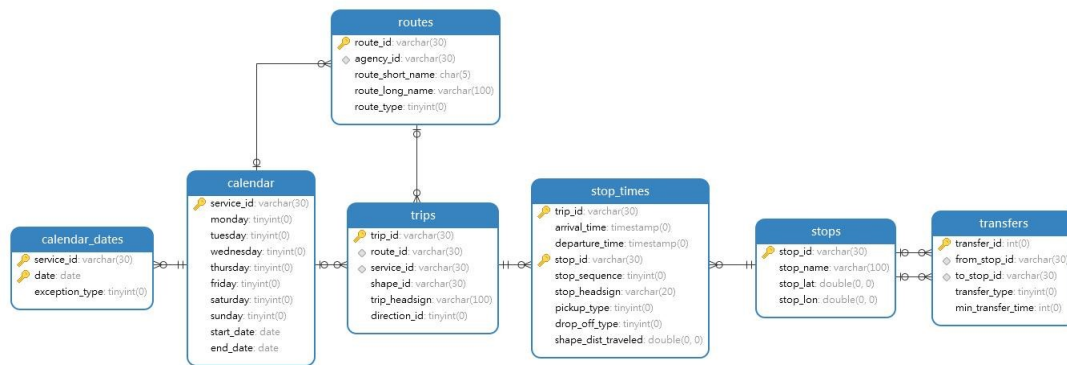 routes
route_id: varchar(30)
agency_id: varchar(30)
route_short_name: char(5)
route_long_name: varchar(100)
route_type: tinyint(0)
calendar
service_id: varchar(30)
monday: tinyint(0)
tuesday: tinyint(0)
wednesday: tinyint(0)
thursday: tinyint(0)
friday: tinyint(0)
saturday: tinyint(0)
sunday: tinyint(0)
start_date: date
end_date: date
calendar_dates
service_id: varchar(30)
date: date
exception_type: tinyint(0)
trips
trip_id: varchar(30)
route_id: varchar(30)
service_id: varchar(30)
shape_id: varchar(30)
trip_headsign: varchar(100)
direction_id: tinyint(0)
stop_times
trip_id: varchar(30)
arrival_time: timestamp(0)
departure_time: timestamp(0)
stop_id: varchar(30)
stop_sequence: tinyint(0)
stop_headsign: varchar(20)
pickup_type: tinyint(0)
drop_off_type: tinyint(0)
shape_dist_traveled: double(0, 0)
stops
stop_id: varchar(30)
stop_name: varchar(100)
stop_lat: double(0, 0)
stop_lon: double(0, 0)
transfers
transfer_id: int(0)
from_stop_id: varchar(30)
to_stop_id: varchar(30)
transfer_type: tinyint(0)
min_transfer_time: int(0)